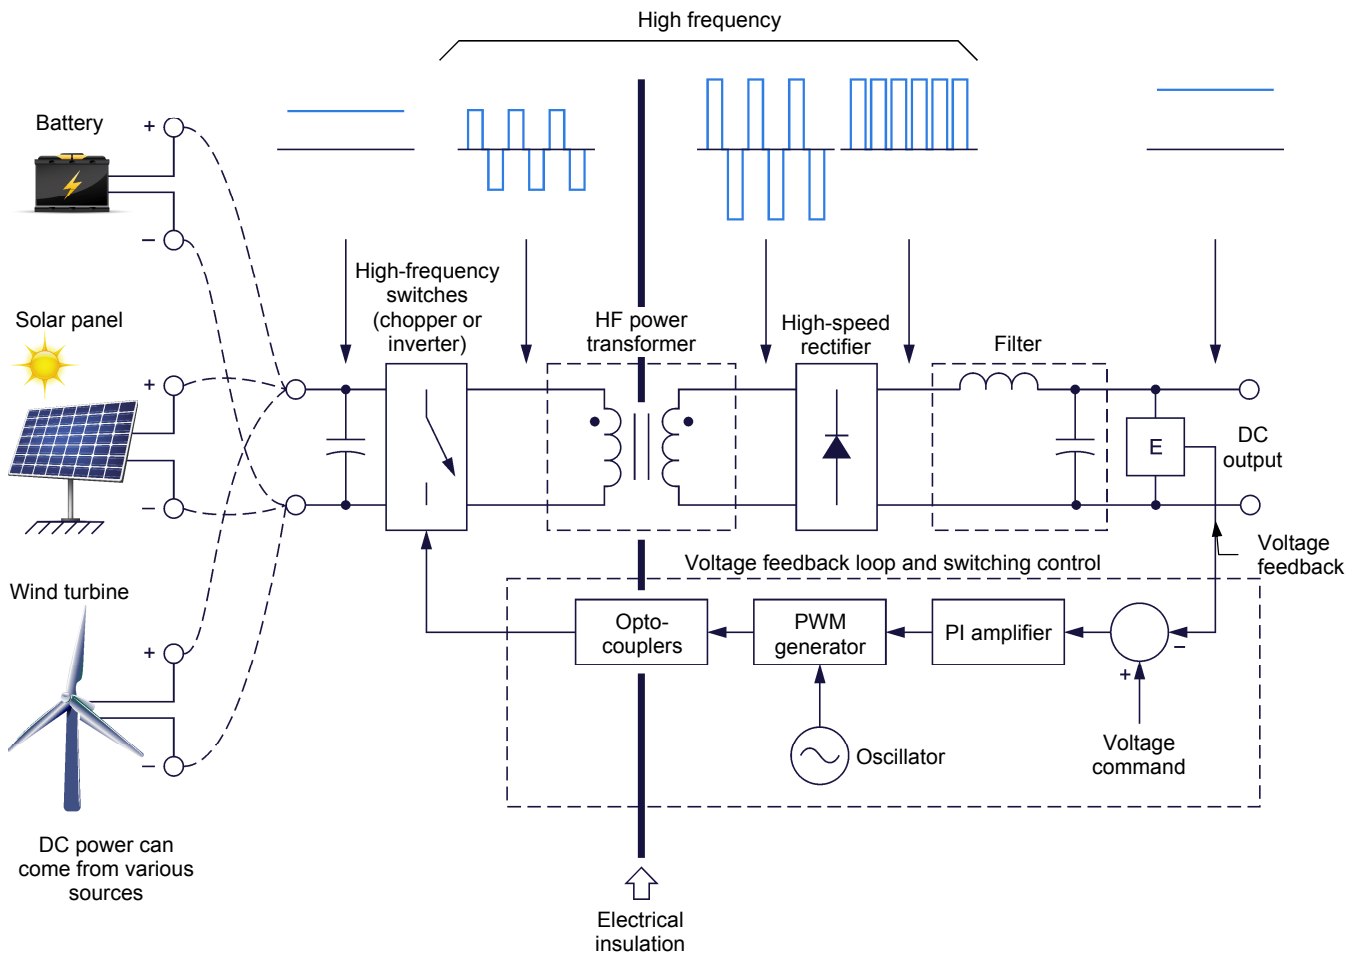 High frequency
Battery
+
−
High-frequency
switches
(chopper or
inverter)
Solar panel
+
−
HF power
transformer
High-speed
rectifier
Filter
E
DC
output
Voltage
feedback
Wind turbine
+
−
Voltage feedback loop and switching control
Opto-
couplers
PWM
generator
PI amplifier
−
+
Oscillator
Voltage
command
DC power can
come from various
sources
Electrical
insulation